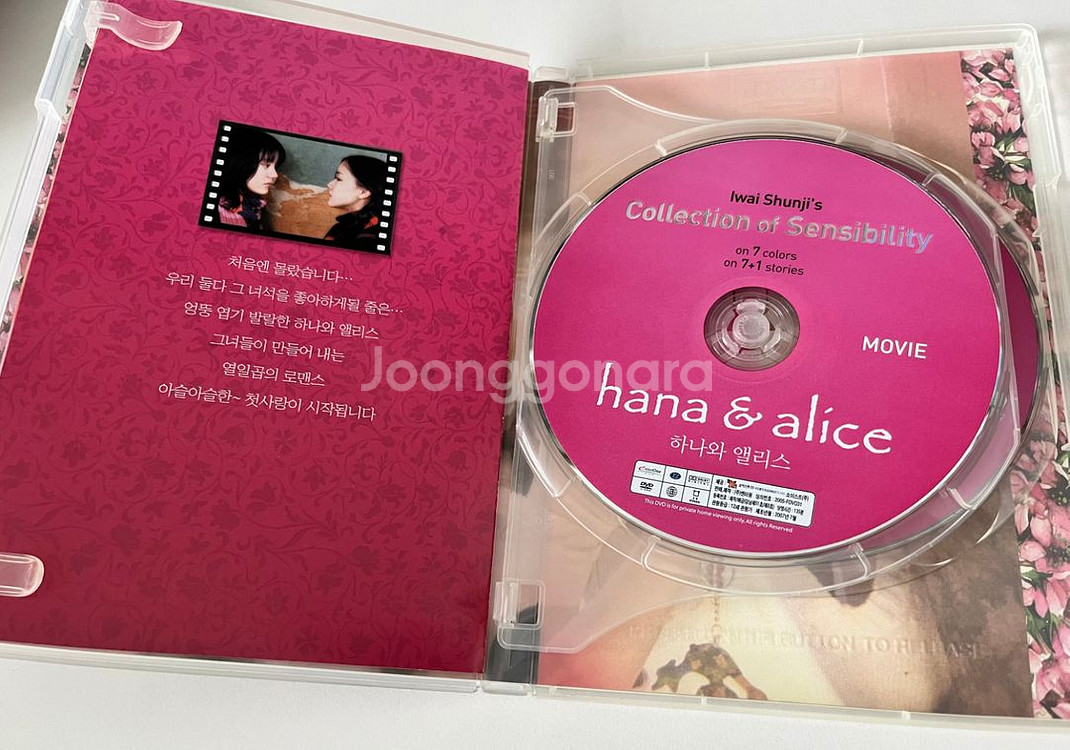 처음엔 몰랐습니다…
우리 둘다 그 녀석을 좋아하게될 줄은…
엉뚱 엽기 발랄한 하나와 앨리스
그녀들이 만들어 내는
열일곱의 로맨스
아슬아슬한~ 첫사랑이 시작됩니다
Joonggonara
Iwai Shunji's
Collection of Sensibility
on 7 colors
on 7+1 stories
MOVIE
hana & alice
하나와 앨리스
DVD
This DVD is for private home viewing only. All rights Reserved
BUTTON TO RELEASE